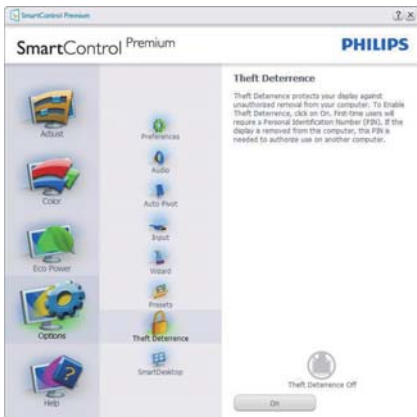 SmartControl Premium
? ×
SmartControl Premium
PHILIPS
Adjust
Color
Eco Power
Options
Help
Preferences
Audio
Auto Pivot
Input
Wizard
Presets
Theft Deterrence
SmartDesktop
Theft Deterrence
Theft Deterrence protects your display against
unauthorized removal from your computer. To Enable
Theft Deterrence, click on On. First-time users will
require a Personal Identification Number (PIN). If the
display is removed from the computer, this PIN is
needed to authorize use on another computer.
Theft Deterrence Off
On